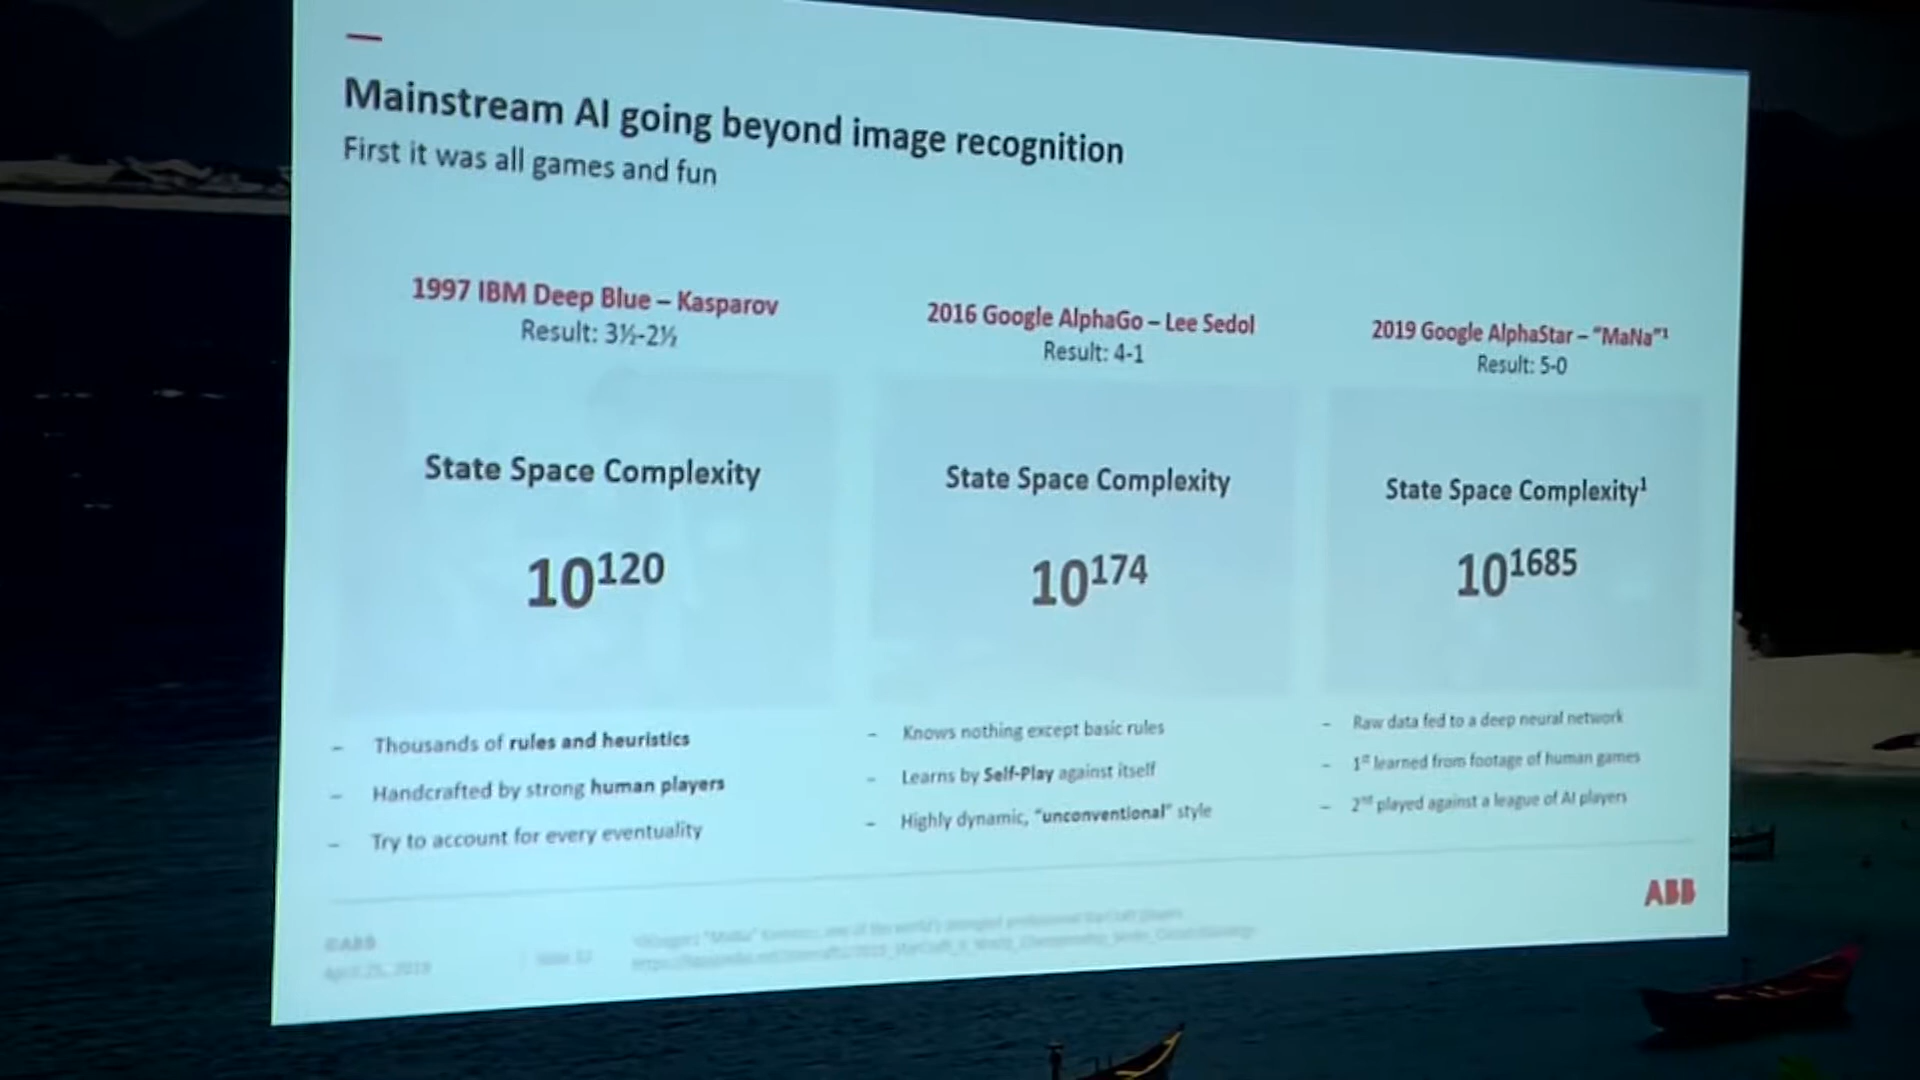 Mainstream AI going beyond image recognition
First it was all games and fun
1997 IBM Deep Blue – Kasparov
Result: 3½-2½
State Space Complexity
10¹²⁰
– Thousands of rules and heuristics
– Handcrafted by strong human players
– Try to account for every eventuality
2016 Google AlphaGo – Lee Sedol
Result: 4-1
State Space Complexity
10¹⁷⁴
– Knows nothing except basic rules
– Learns by Self-Play against itself
– Highly dynamic, "unconventional" style
2019 Google AlphaStar – "MaNa"¹
Result: 5-0
State Space Complexity¹
10¹⁶⁸⁵
– Raw data fed to a deep neural network
– 1st learned from footage of human games
– 2nd played against a league of AI players
©ABB
April 25, 2019
ABB